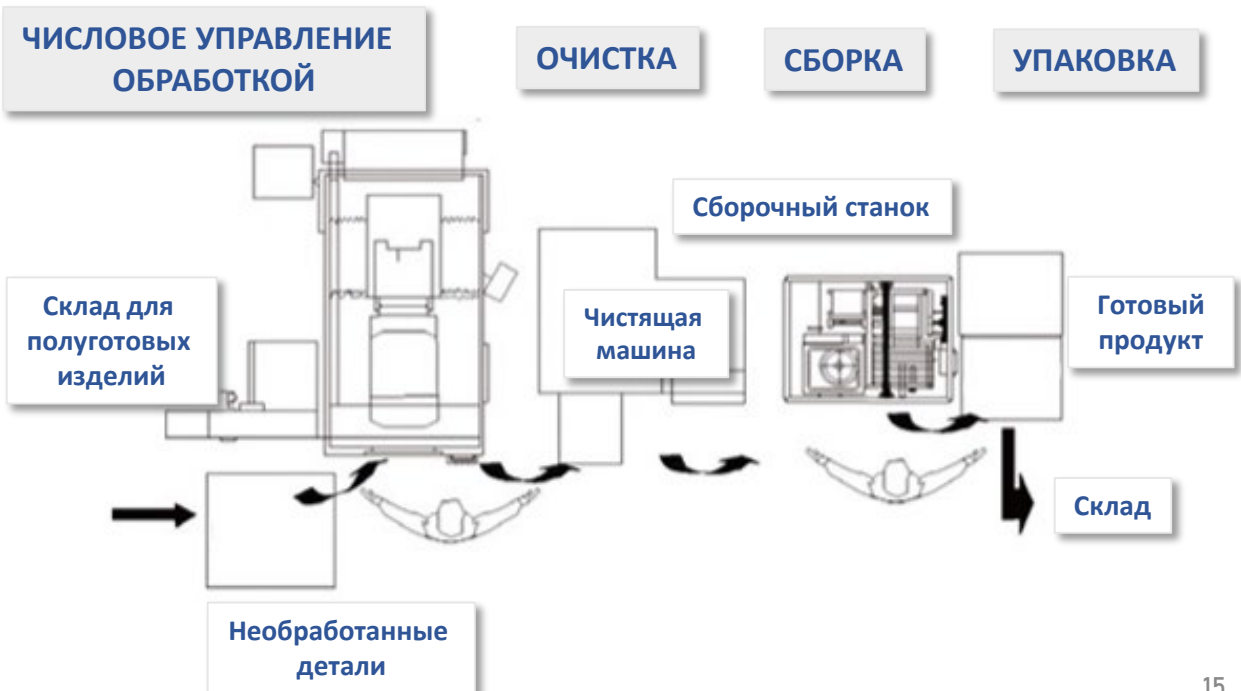 ЧИСЛОВОЕ УПРАВЛЕНИЕ
ОБРАБОТКОЙ
ОЧИСТКА
СБОРКА
УПАКОВКА
Сборочный станок
Склад для
полуготовых
изделий
Чистящая
машина
Готовый
продукт
Склад
Необработанные
детали
15